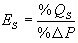 E_S = %Q_S / %ΔP